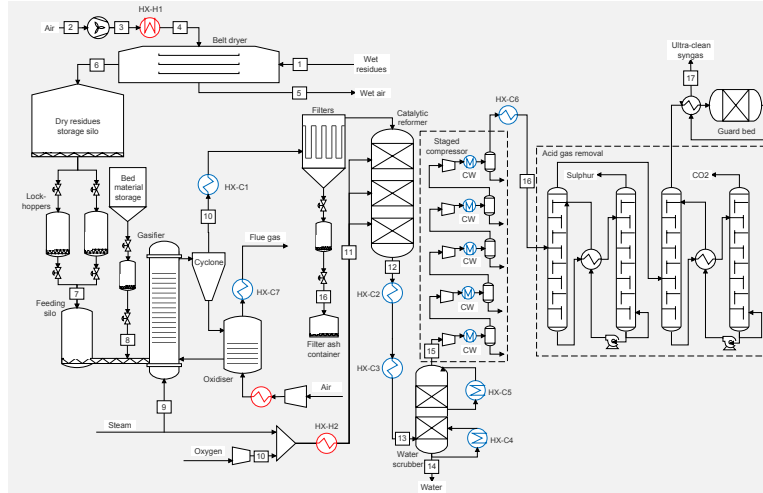 HX-H1
Air
2
3
4
Belt dryer
6
1
Wet
residues
5
Wet air
Dry residues
storage silo
Bed
material
storage
Lock-
hoppers
Gasifier
7
Feeding
silo
8
9
Steam
Oxygen
10
HX-H2
HX-C1
10
Cyclone
Flue gas
HX-C7
Oxidiser
Air
Filters
16
Filter ash
container
11
Catalytic
reformer
12
HX-C2
HX-C3
13
Water
scrubber
14
Water
15
HX-C5
HX-C4
Staged
compressor
CW
CW
CW
CW
CW
HX-C6
16
Acid gas removal
Sulphur
CO2
Ultra-clean
syngas
17
Guard bed